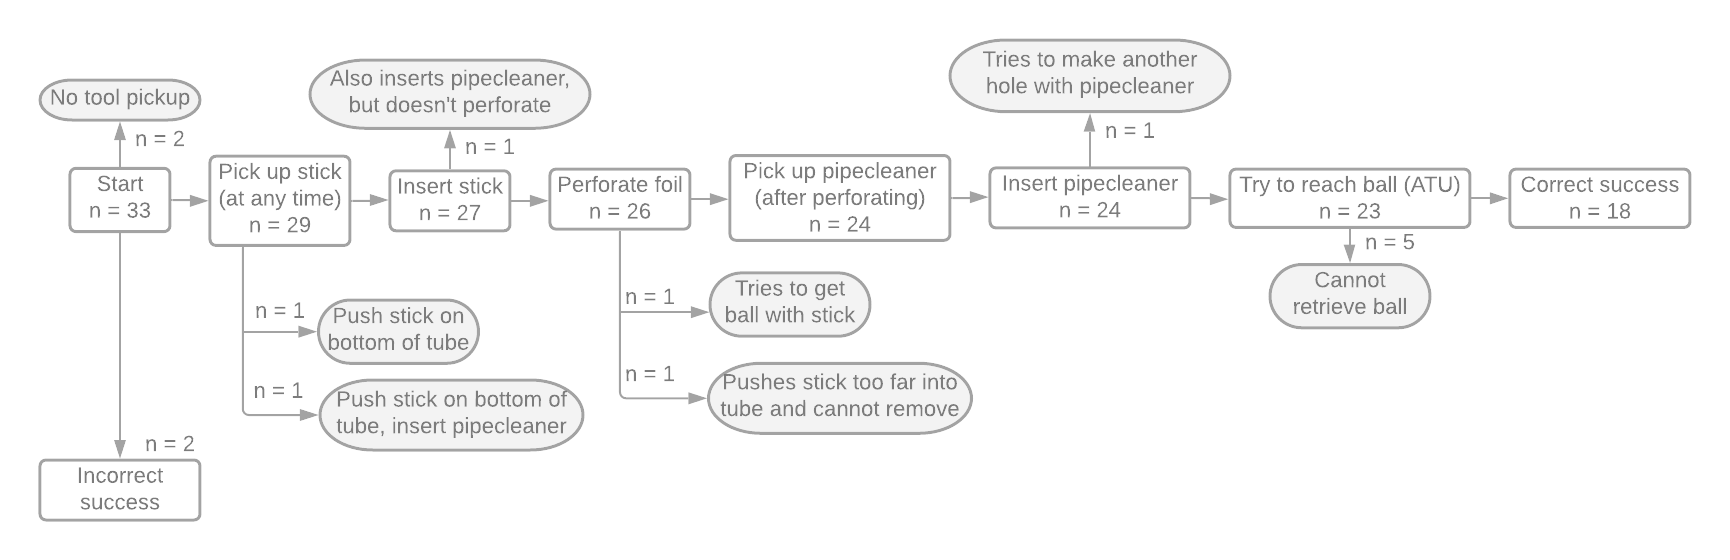 No tool pickup
n = 2
Start
n = 33
n = 2
Incorrect
success
Pick up stick
(at any time)
n = 29
n = 1
Push stick on
bottom of tube
n = 1
Push stick on bottom of
tube, insert pipecleaner
Also inserts pipecleaner,
but doesn't perforate
n = 1
Insert stick
n = 27
Perforate foil
n = 26
n = 1
Tries to get
ball with stick
n = 1
Pushes stick too far into
tube and cannot remove
Pick up pipecleaner
(after perforating)
n = 24
Tries to make another
hole with pipecleaner
n = 1
Insert pipecleaner
n = 24
Try to reach ball (ATU)
n = 23
n = 5
Cannot
retrieve ball
Correct success
n = 18